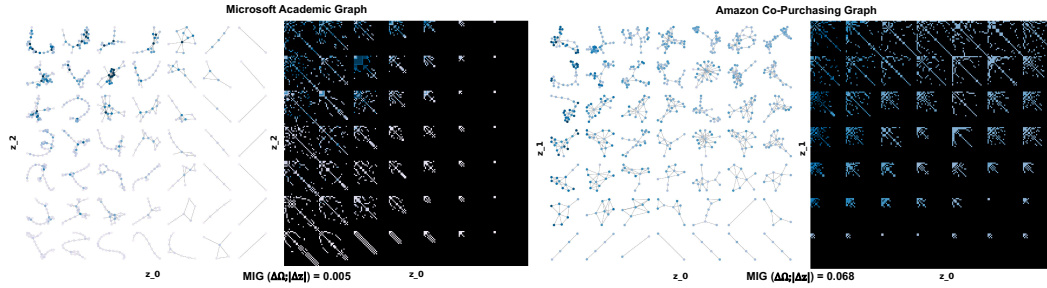 Microsoft Academic Graph
Amazon Co-Purchasing Graph
z_2
z_2
z_1
z_1
z_0
MIG (ΔΩ;|Δz|) = 0.005
z_0
z_0
MIG (ΔΩ;|Δz|) = 0.068
z_0